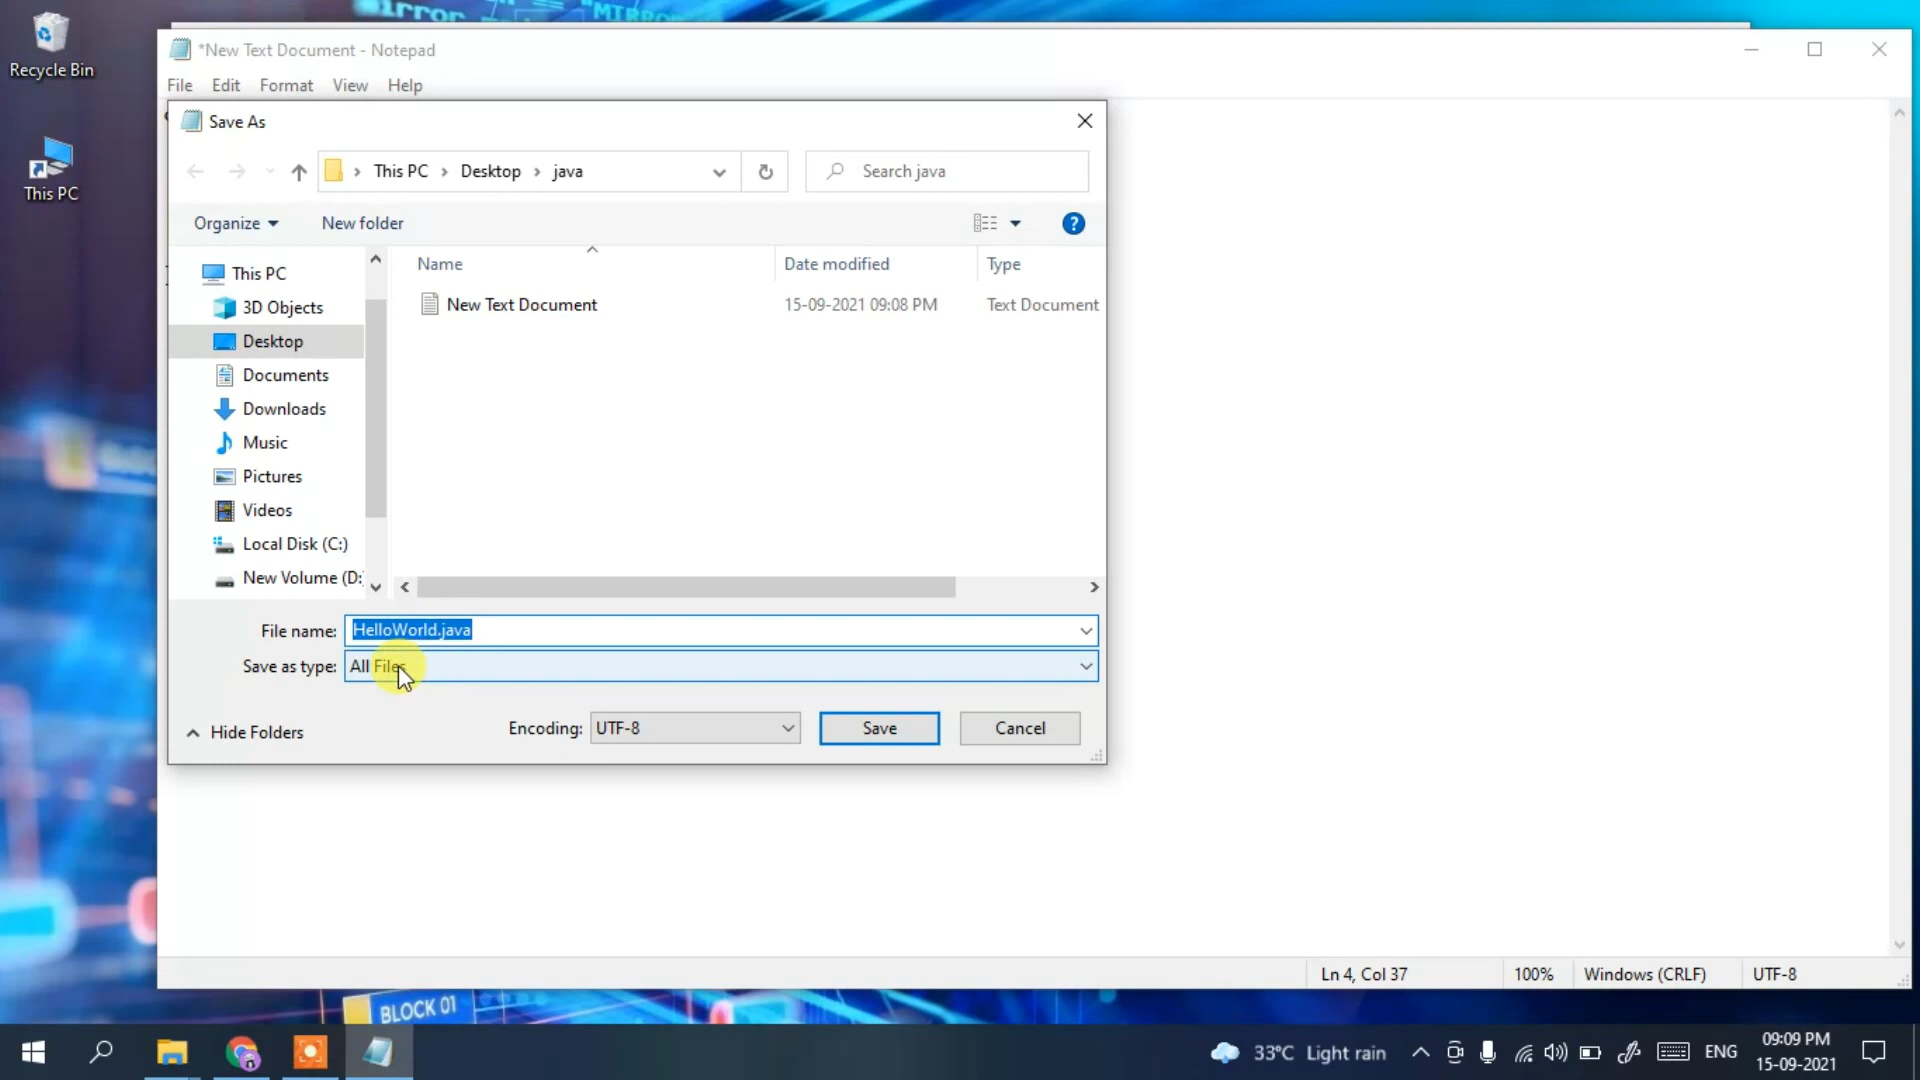 Mirror
== "MIRROR
Recycle Bin
This PC
*New Text Document - Notepad
File Edit Format View Help
Save As
This PC Desktop java
Search java
Organize New folder
This PC
3D Objects
Desktop
Documents
Downloads
Music
Pictures
Videos
Local Disk (C:)
New Volume (D:
Name Date modified Type
New Text Document 15-09-2021 09:08 PM Text Document
File name: HelloWorld.java
Save as type: All Files
Hide Folders
Encoding: UTF-8
Save Cancel
Ln 4, Col 37 100% Windows (CRLF) UTF-8
BLOCK 01
33°C Light rain
ENG
09:09 PM
15-09-2021